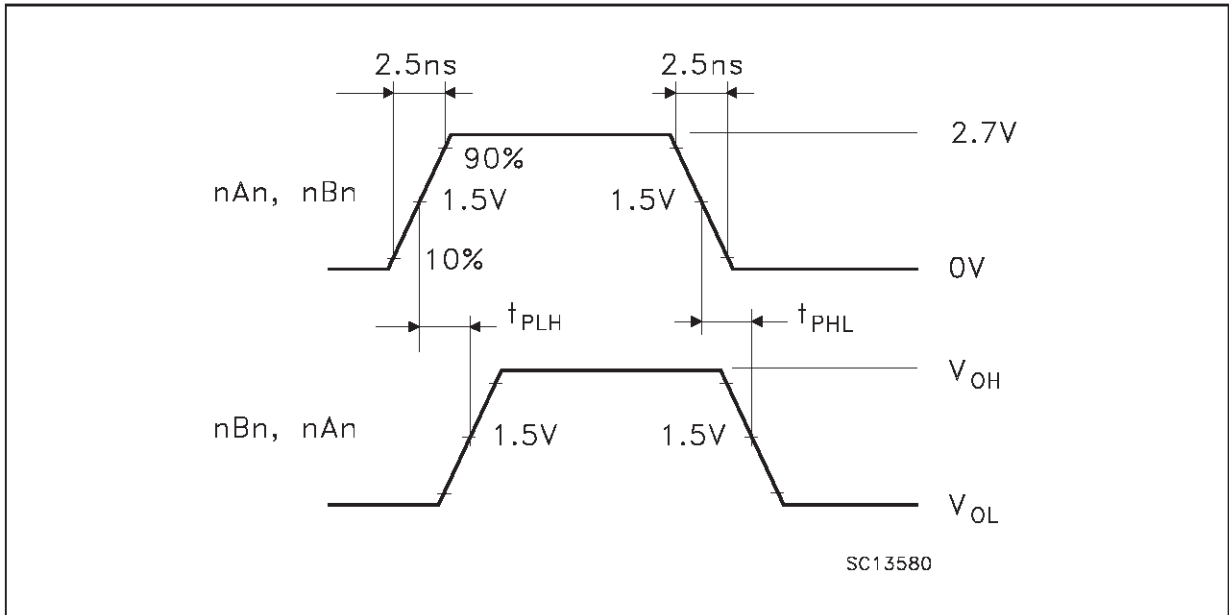 2.5ns 2.5ns
2.7V
90%
nAn, nBn 1.5V 1.5V
10% 0V
tPLH tPHL
VOH
nBn, nAn 1.5V 1.5V
VOL
SC13580